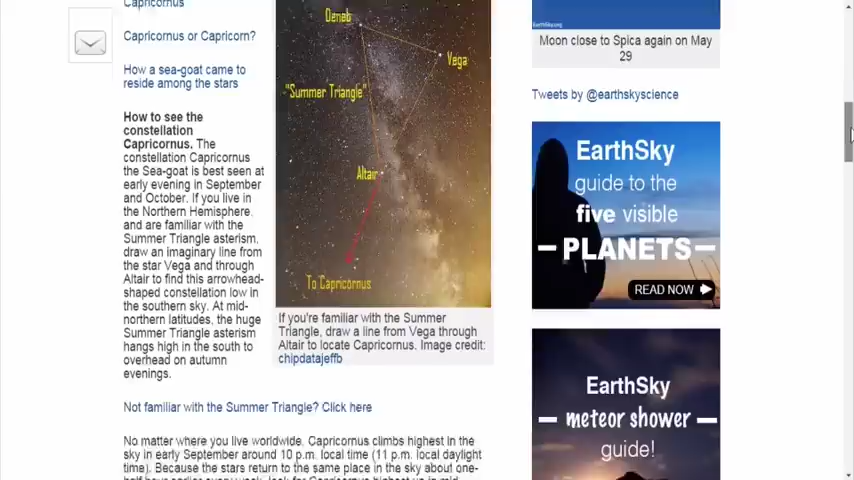 Capricornus
Capricornus or Capricorn?
How a sea-goat came to
reside among the stars
How to see the
constellation
Capricornus. The
constellation Capricornus
the Sea-goat is best seen at
early evening in September
and October. If you live in
the Northern Hemisphere,
and are familiar with the
Summer Triangle asterism,
draw an imaginary line from
the star Vega and through
Altair to find this arrowhead-
shaped constellation low in
the southern sky. At mid-
northern latitudes, the huge
Summer Triangle asterism
hangs high in the south to
overhead on autumn
evenings.
Deneb
Vega
"Summer Triangle"
Altair
To Capricornus
If you're familiar with the Summer
Triangle, draw a line from Vega through
Altair to locate Capricornus. Image credit:
chipdatajeffb
Not familiar with the Summer Triangle? Click here
No matter where you live worldwide, Capricornus climbs highest in the
sky in early September around 10 p.m. local time (11 p.m. local daylight
time). Because the stars return to the same place in the sky about one-
EarthSky.org
Moon close to Spica again on May
29
Tweets by @earthskyscience
EarthSky
guide to the
five visible
PLANETS
READ NOW
EarthSky
meteor shower
guide!